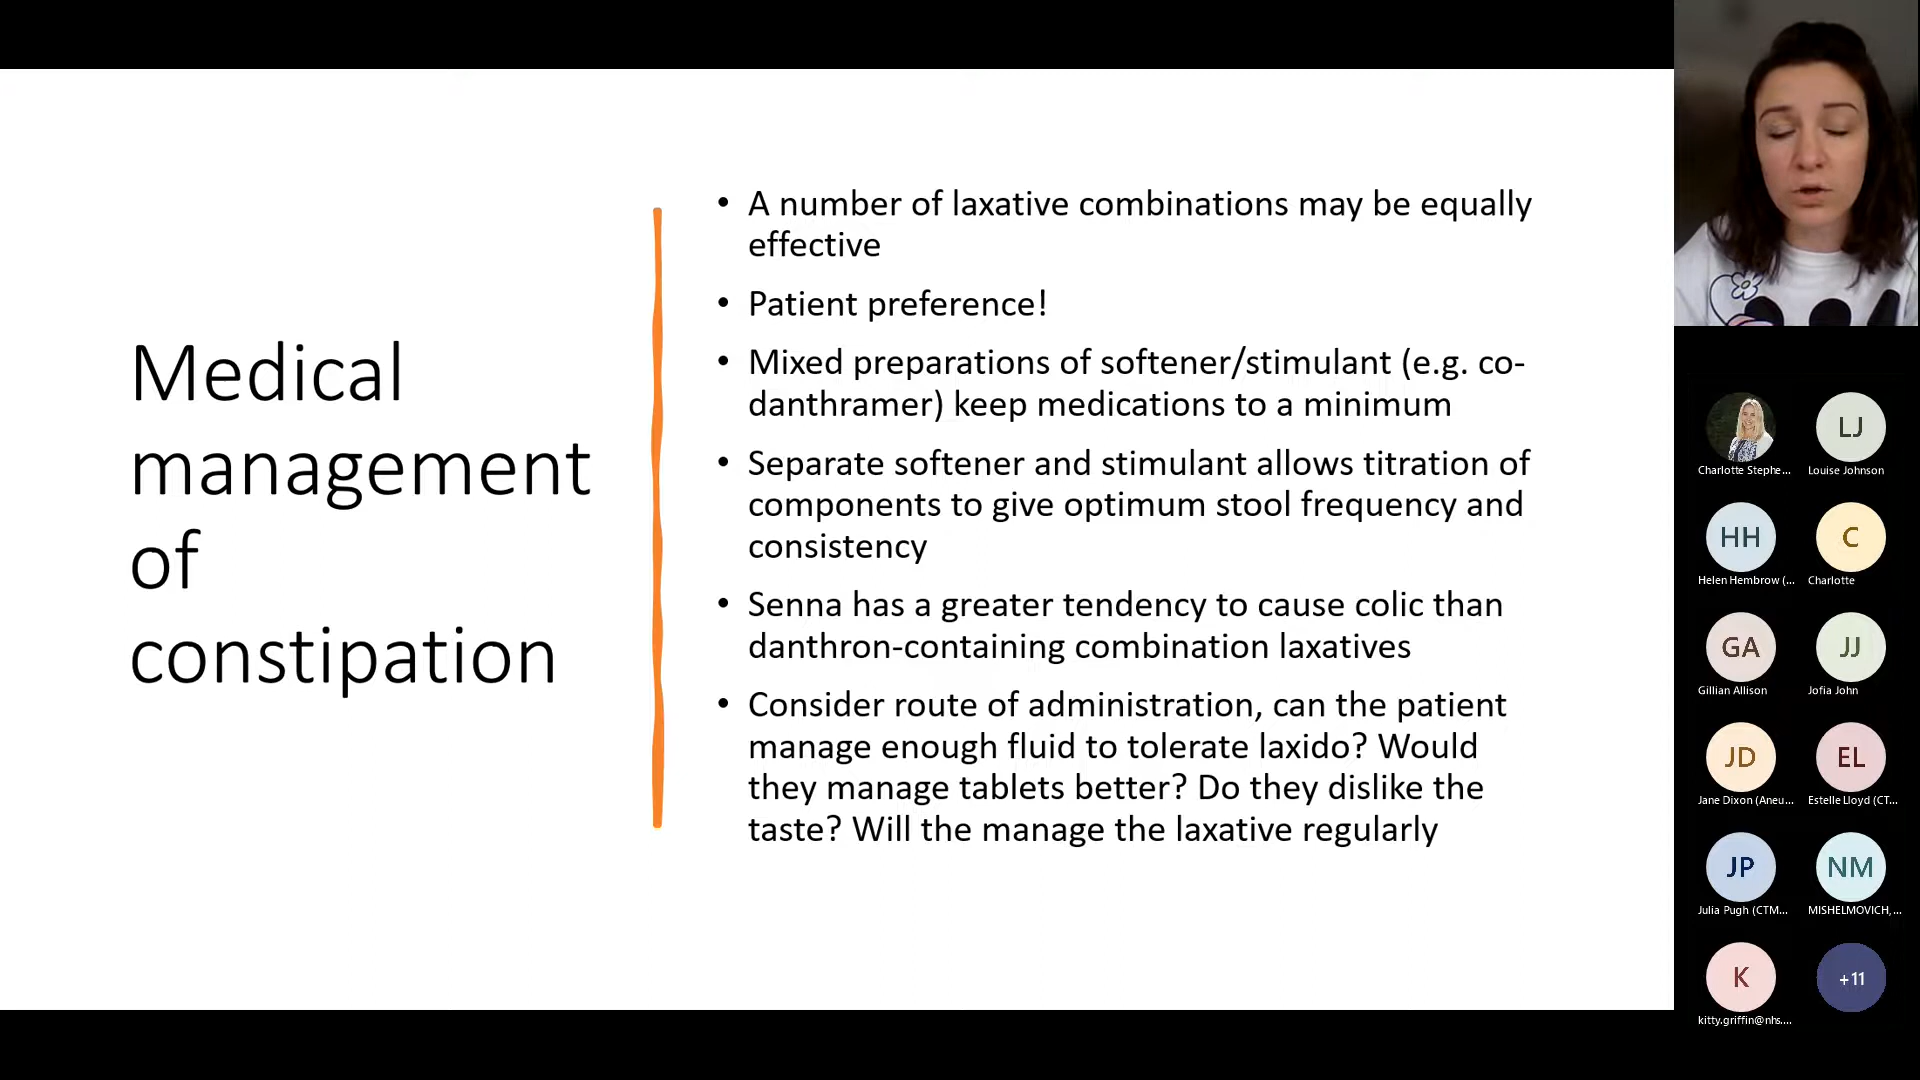 Medical
management
of
constipation
• A number of laxative combinations may be equally
effective
• Patient preference!
• Mixed preparations of softener/stimulant (e.g. co-
danthramer) keep medications to a minimum
• Separate softener and stimulant allows titration of
components to give optimum stool frequency and
consistency
• Senna has a greater tendency to cause colic than
danthron-containing combination laxatives
• Consider route of administration, can the patient
manage enough fluid to tolerate laxido? Would
they manage tablets better? Do they dislike the
taste? Will the manage the laxative regularly
Charlotte Stephe...
LJ
Louise Johnson
HH
Helen Hembrow (...
C
Charlotte
GA
Gillian Allison
JJ
Jofia John
JD
Jane Dixon (Aneu...
EL
Estelle Lloyd (CT...
JP
Julia Pugh (CTM...
NM
MISHELMOVICH,...
K
kitty.griffin@nhs....
+11